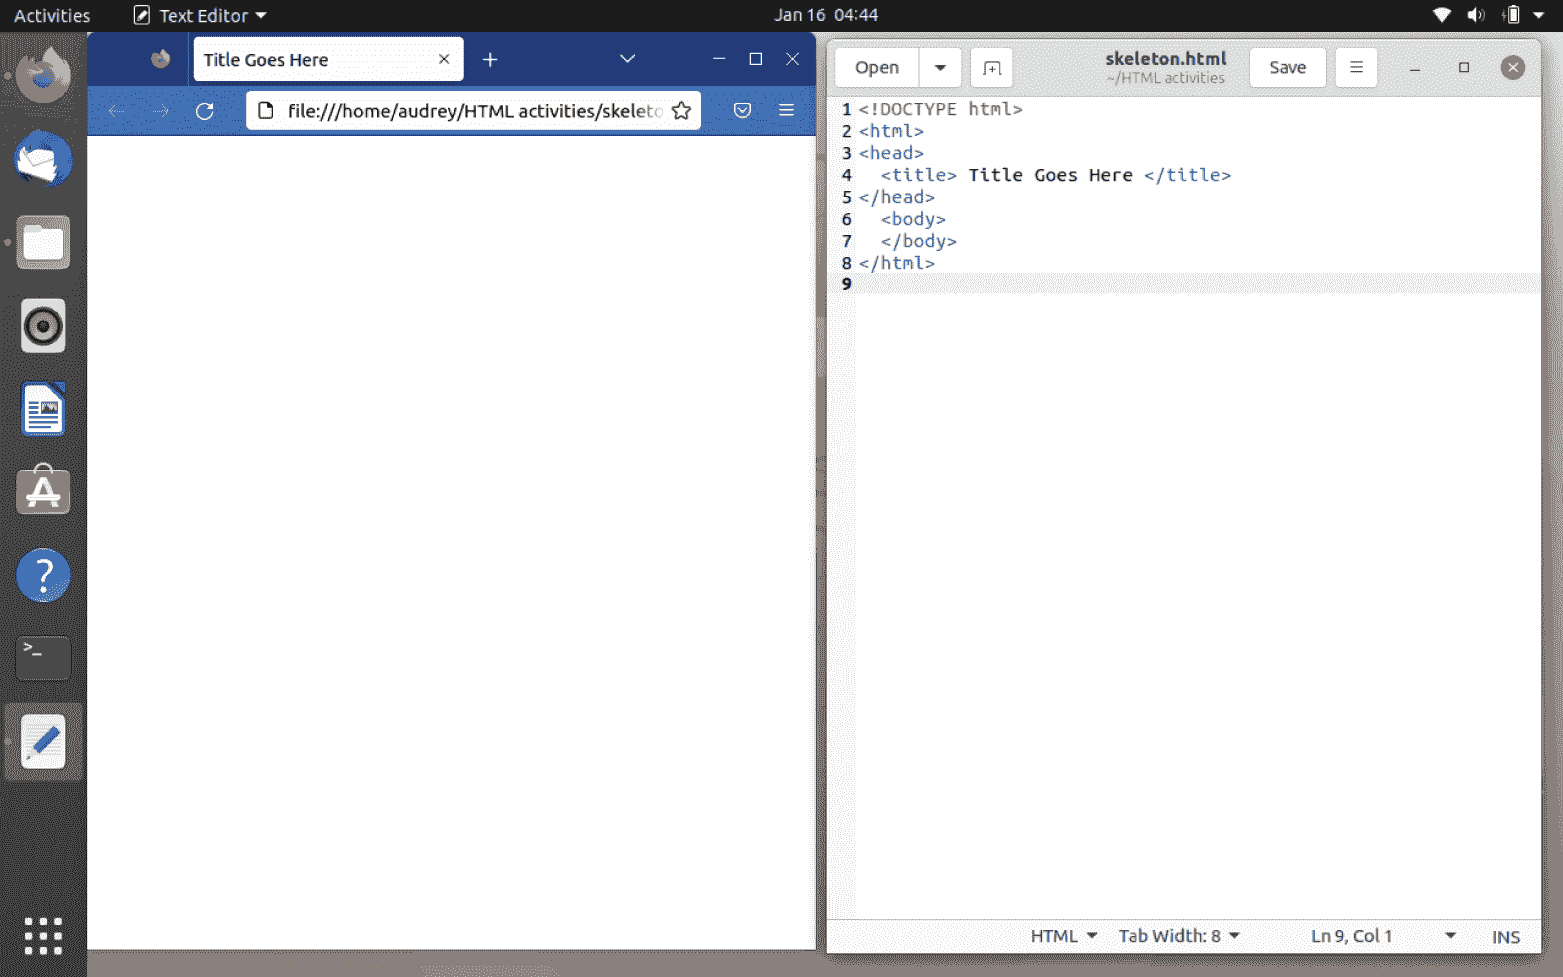 Activities Text Editor Jan 16 04:44
Title Goes Here
file:///home/audrey/HTML activities/skeleto
Open skeleton.html Save
~/HTML activities
1 <!DOCTYPE html>
2 <html>
3 <head>
4 <title> Title Goes Here </title>
5 </head>
6 <body>
7 </body>
8 </html>
9
HTML Tab Width: 8 Ln 9, Col 1 INS